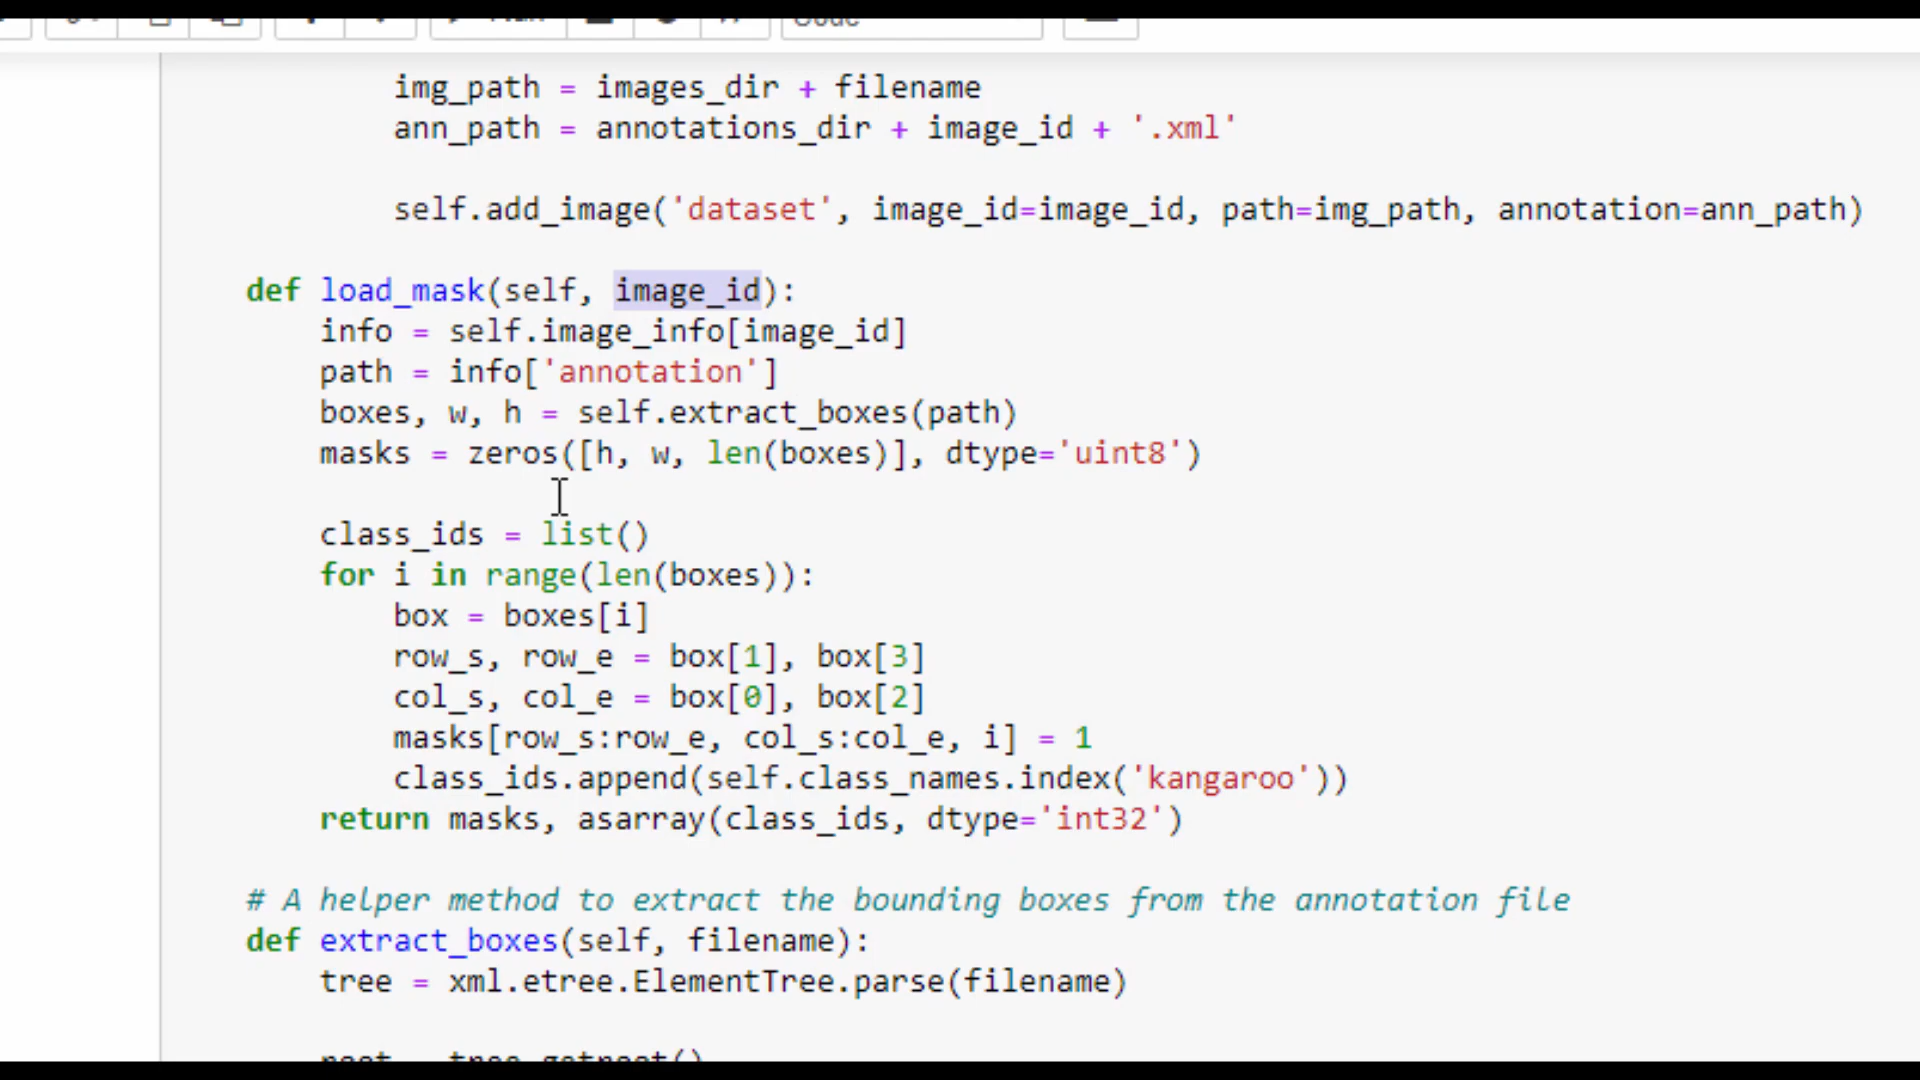 Code
img_path = images_dir + filename
ann_path = annotations_dir + image_id + '.xml'
self.add_image('dataset', image_id=image_id, path=img_path, annotation=ann_path)
def load_mask(self, image_id):
info = self.image_info[image_id]
path = info['annotation']
boxes, w, h = self.extract_boxes(path)
masks = zeros([h, w, len(boxes)], dtype='uint8')
class_ids = list()
for i in range(len(boxes)):
box = boxes[i]
row_s, row_e = box[1], box[3]
col_s, col_e = box[0], box[2]
masks[row_s:row_e, col_s:col_e, i] = 1
class_ids.append(self.class_names.index('kangaroo'))
return masks, asarray(class_ids, dtype='int32')
# A helper method to extract the bounding boxes from the annotation file
def extract_boxes(self, filename):
tree = xml.etree.ElementTree.parse(filename)
root = tree.getroot()